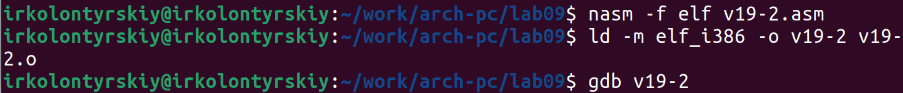 irkolontyrskiy@irkolontyrskiy:~/work/arch-pc/lab09$ nasm -f elf v19-2.asm
irkolontyrskiy@irkolontyrskiy:~/work/arch-pc/lab09$ ld -m elf_i386 -o v19-2 v19-
2.o
irkolontyrskiy@irkolontyrskiy:~/work/arch-pc/lab09$ gdb v19-2